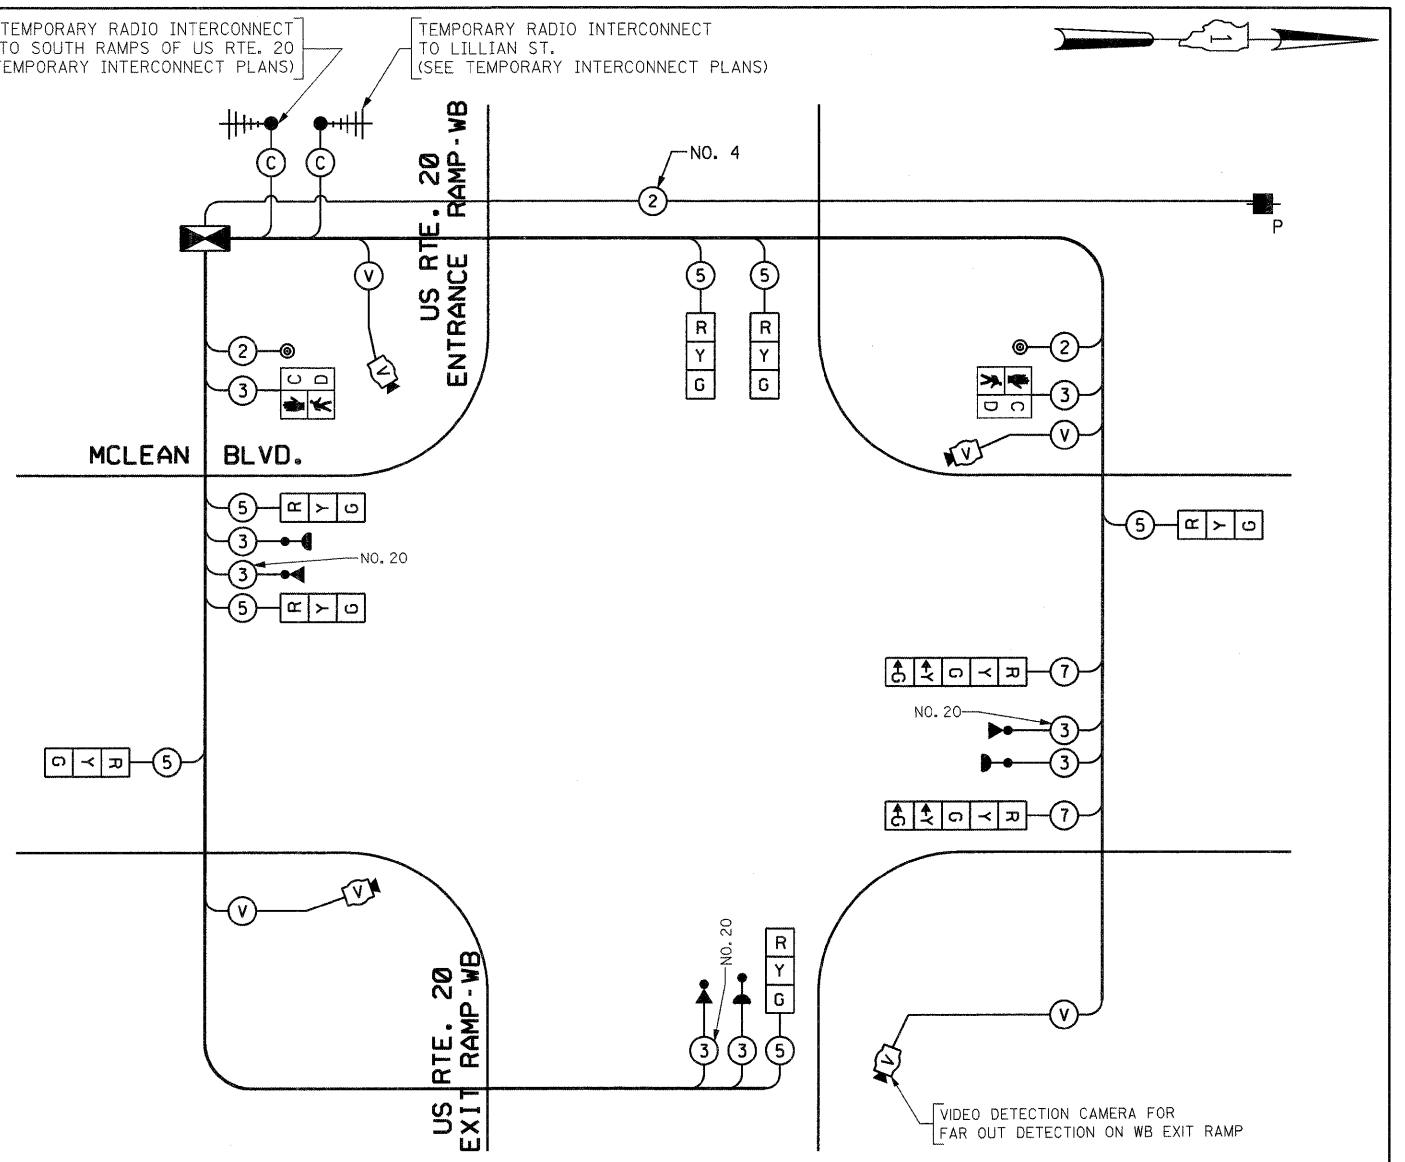 TEMPORARY RADIO INTERCONNECT
TO SOUTH RAMPS OF US RTE. 20
TEMPORARY INTERCONNECT PLANS)
TEMPORARY RADIO INTERCONNECT
TO LILLIAN ST.
(SEE TEMPORARY INTERCONNECT PLANS)
1
C
C
US RTE. 20
ENTRANCE RAMP-WB
2
NO. 4
P
V
5
5
R
Y
G
R
Y
G
2
3
C D
V
2
3
C
D
V
V
MCLEAN BLVD.
5
R Y G
3
3
NO. 20
5
R Y G
5
R Y G
G Y G Y R
7
NO. 20
3
3
G Y G Y R
7
G Y R
5
V
V
US RTE. 20
EXIT RAMP-WB
NO. 20
R
Y
G
3
3
5
V
V
VIDEO DETECTION CAMERA FOR
FAR OUT DETECTION ON WB EXIT RAMP